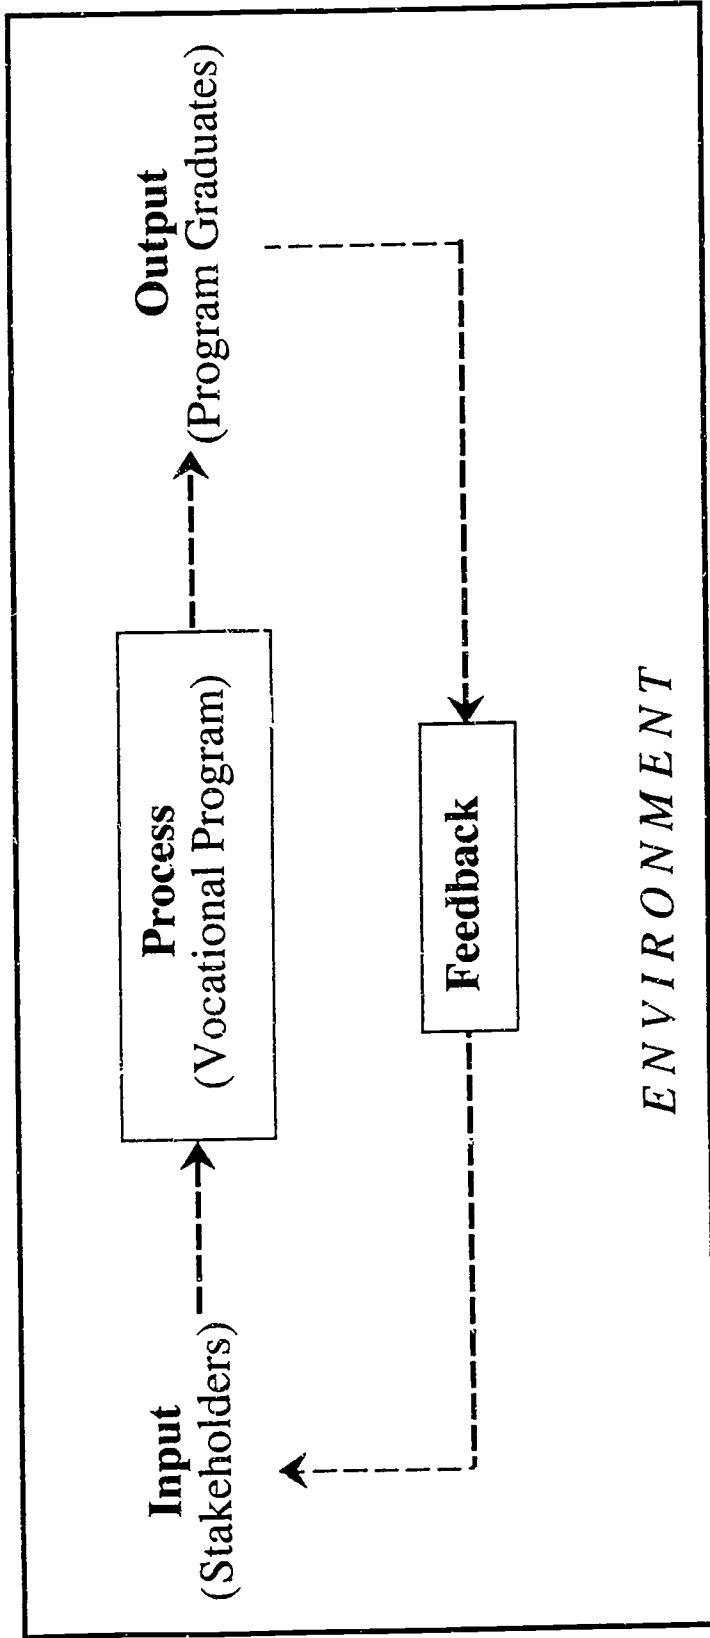 Input
(Stakeholders)
Process
(Vocational Program)
Output
(Program Graduates)
Feedback
ENVIRONMENT